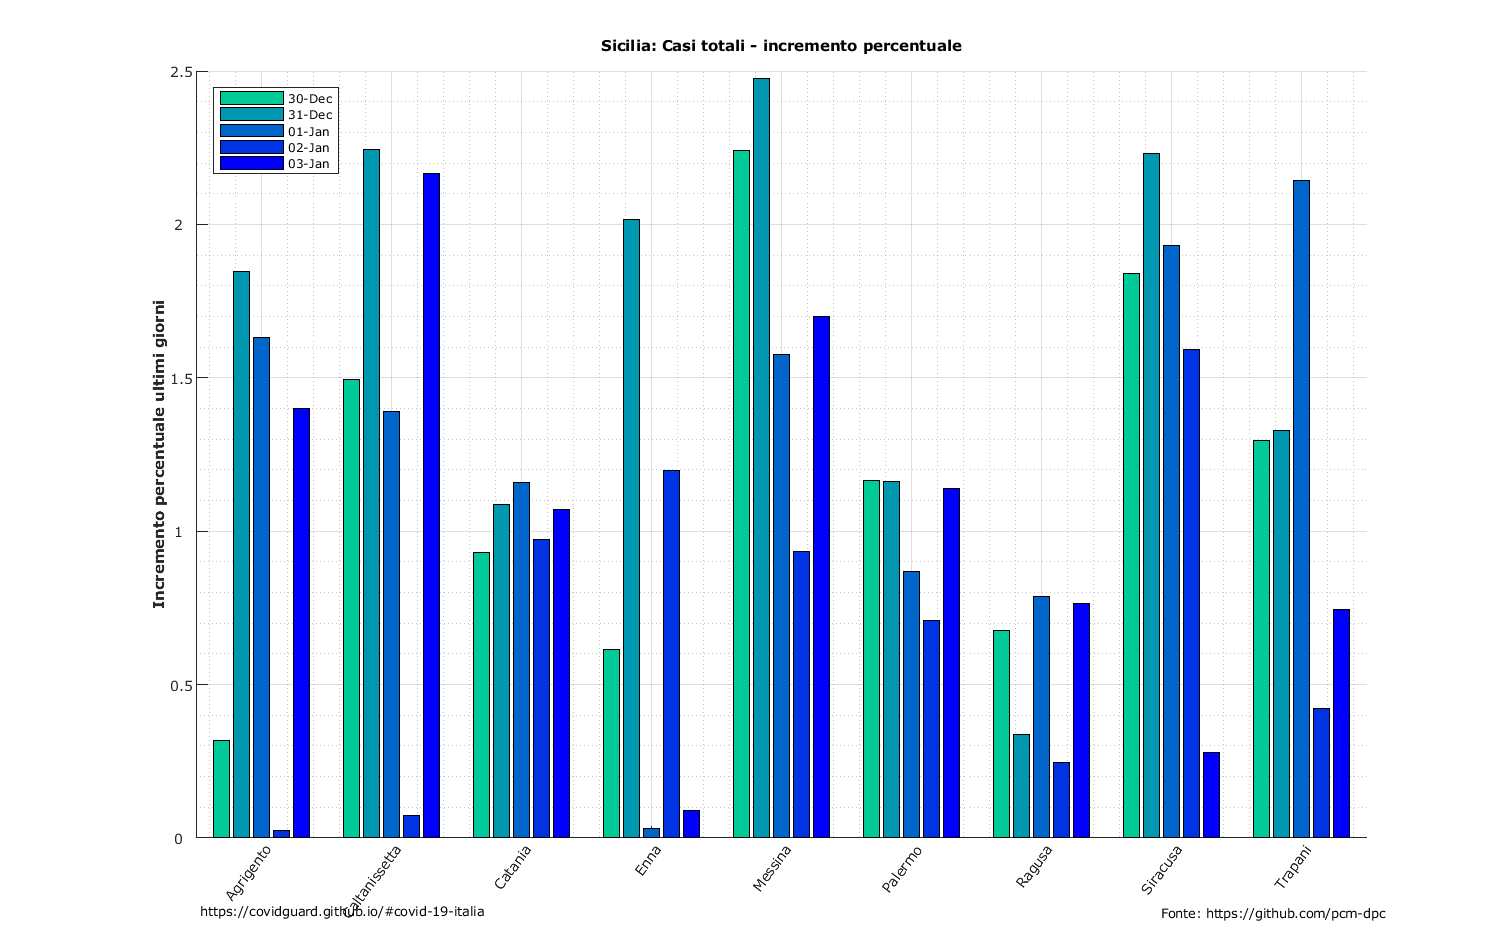 Sicilia: Casi totali - incremento percentuale
2.5
2
1.5
1
0.5
0
Incremento percentuale ultimi giorni
30-Dec
31-Dec
01-Jan
02-Jan
03-Jan
Agrigento
Caltanissetta
Catania
Enna
Messina
Palermo
Ragusa
Siracusa
Trapani
https://covidguard.github.io/#covid-19-italia
Fonte: https://github.com/pcm-dpc